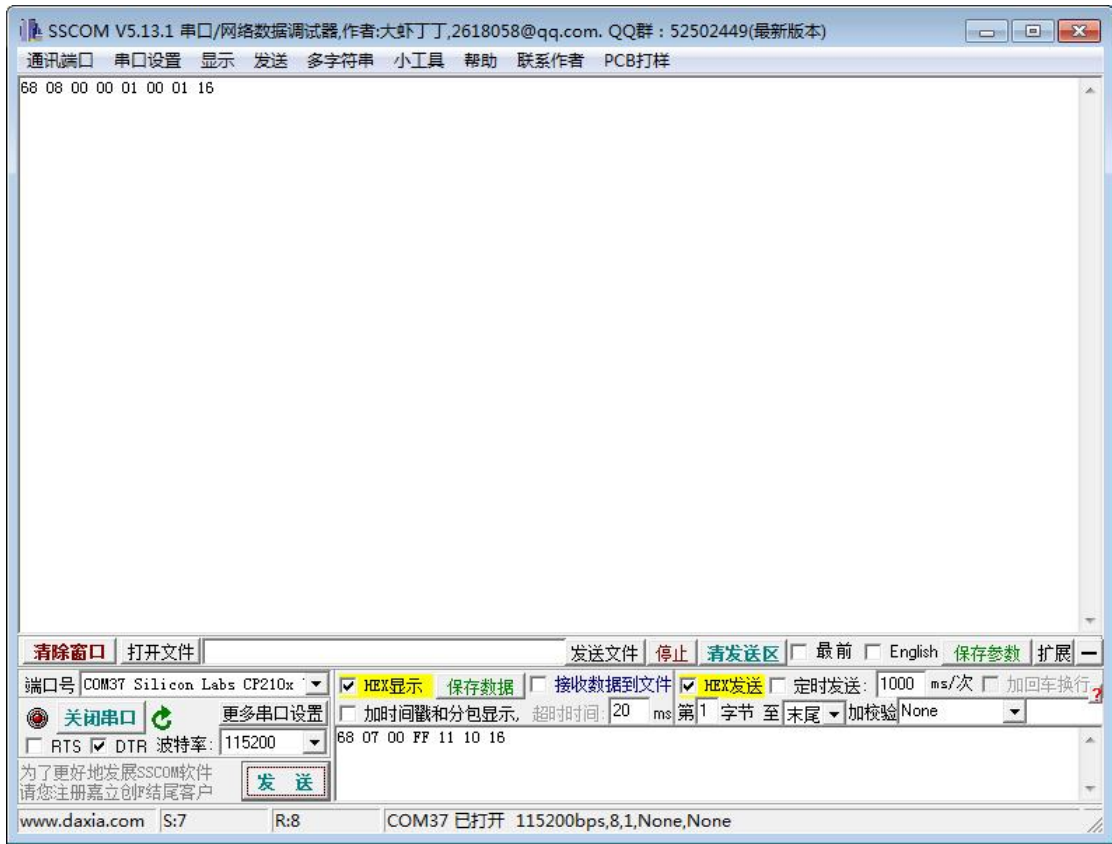 SSCOM V5.13.1 串口/网络数据调试器,作者:大虾丁丁,2618058@qq.com. QQ群：52502449(最新版本)
通讯端口 串口设置 显示 发送 多字符串 小工具 帮助 联系作者 PCB打样
68 08 00 00 01 00 01 16
清除窗口 打开文件 发送文件 停止 清发送区 最前 English 保存参数 扩展 —
端口号 COM37 Silicon Labs CP210x HEX显示 保存数据 接收数据到文件 HEX发送 定时发送: 1000 ms/次 加回车换行
关闭串口 更多串口设置 加时间戳和分包显示, 超时时间: 20 ms 第1 字节 至 末尾 加校验 None ?
RTS DTR 波特率: 115200 68 07 00 FF 11 10 16
为了更好地发展SSCOM软件
请您注册嘉立创F结尾客户 发 送
www.daxia.com S:7 R:8 COM37 已打开 115200bps,8,1,None,None